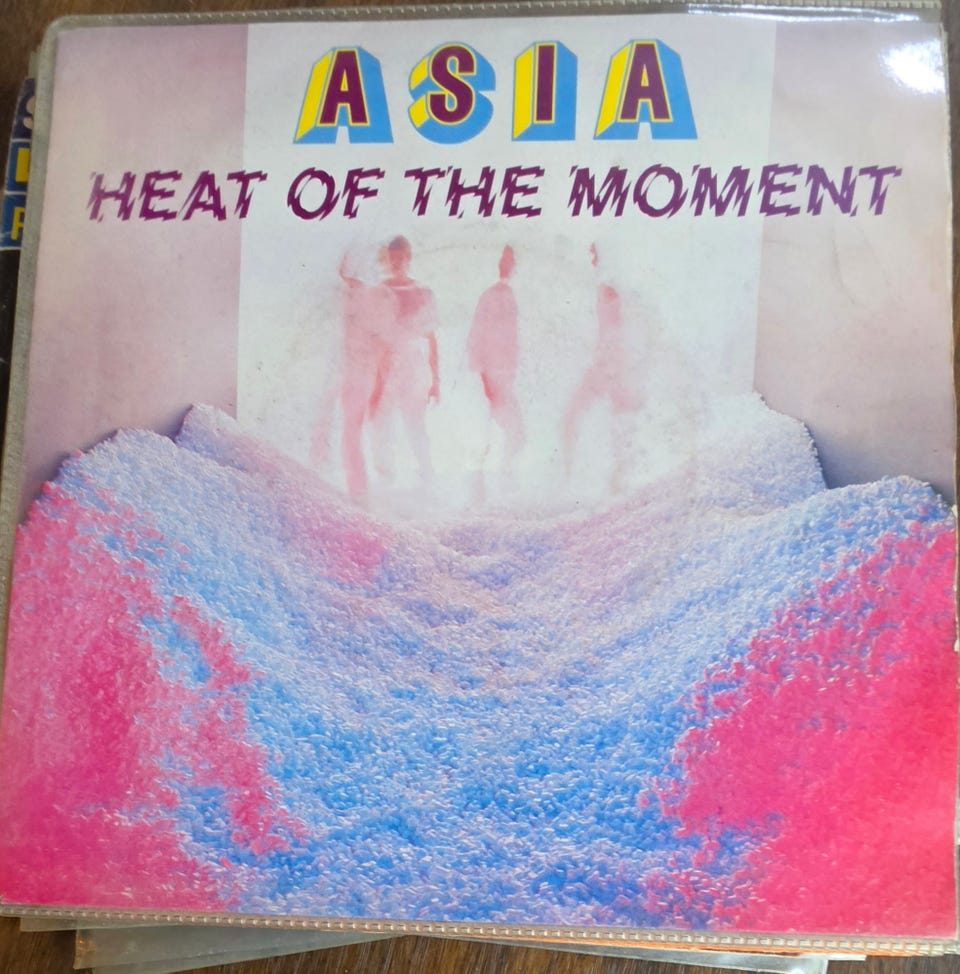 ASIA
HEAT OF THE MOMENT